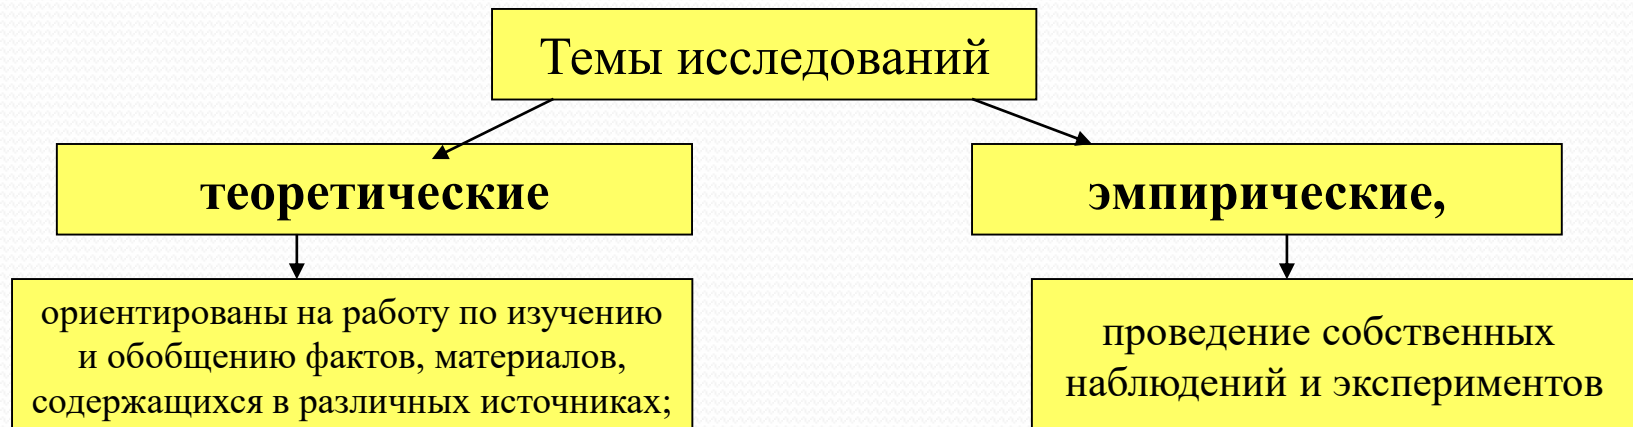 Темы исследований
теоретические
эмпирические,
ориентированы на работу по изучению
и обобщению фактов, материалов,
содержащихся в различных источниках;
проведение собственных
наблюдений и экспериментов